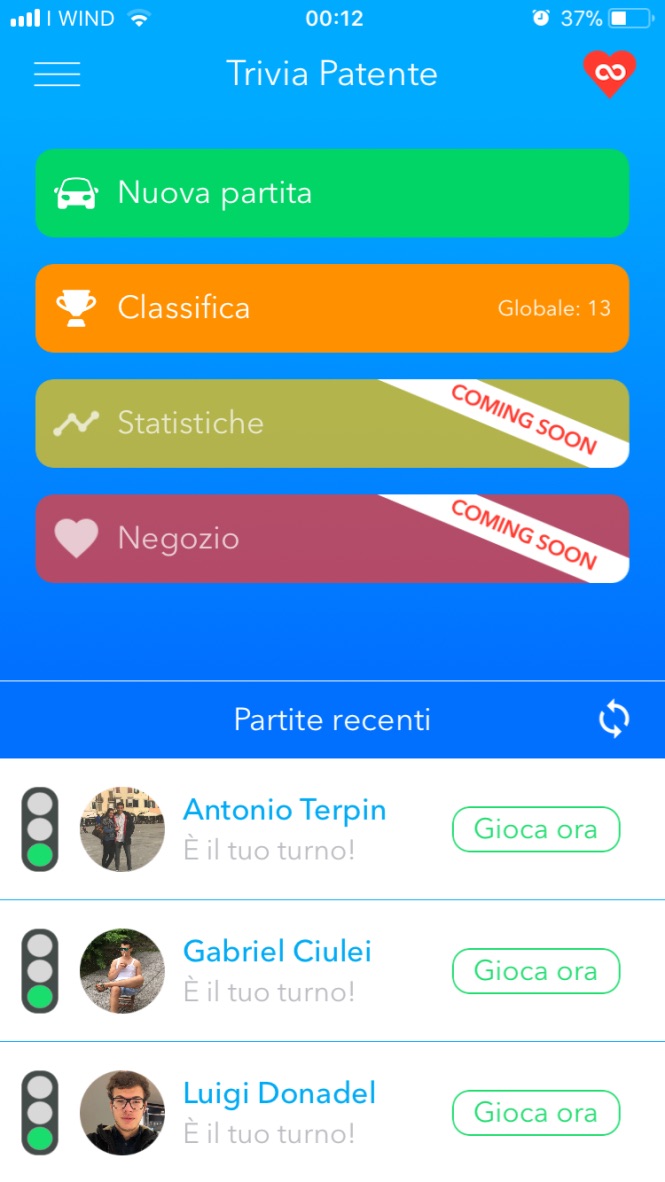 I WIND 00:12 37%
Trivia Patente
Nuova partita
Classifica Globale: 13
Statistiche COMING SOON
Negozio COMING SOON
Partite recenti
Antonio Terpin
È il tuo turno!
Gioca ora
Gabriel Ciulei
È il tuo turno!
Gioca ora
Luigi Donadel
È il tuo turno!
Gioca ora